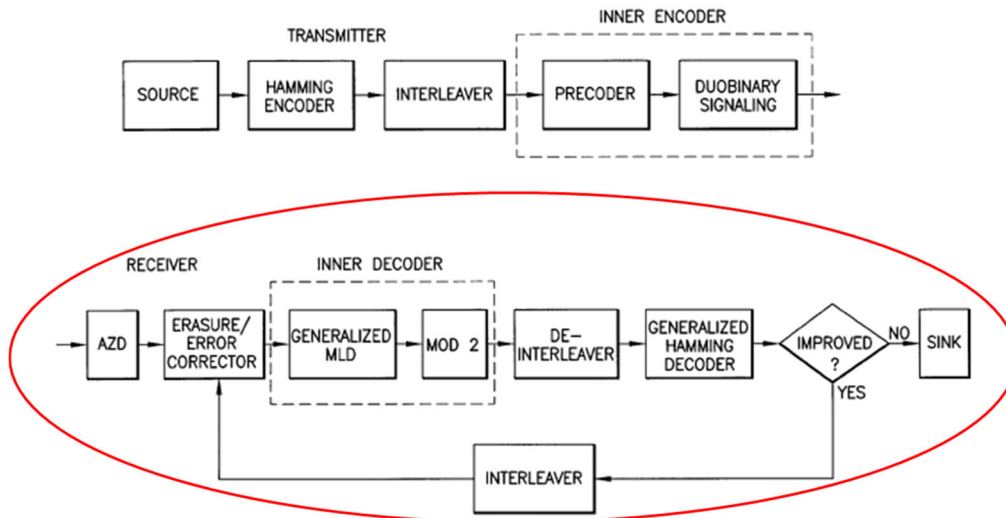 TRANSMITTER
INNER ENCODER
SOURCE
HAMMING
ENCODER
INTERLEAVER
PRECODER
DUOBINARY
SIGNALING
RECEIVER
INNER DECODER
AZD
ERASURE/
ERROR
CORRECTOR
GENERALIZED
MLD
MOD 2
DE-
INTERLEAVER
GENERALIZED
HAMMING
DECODER
IMPROVED
?
NO
SINK
YES
INTERLEAVER